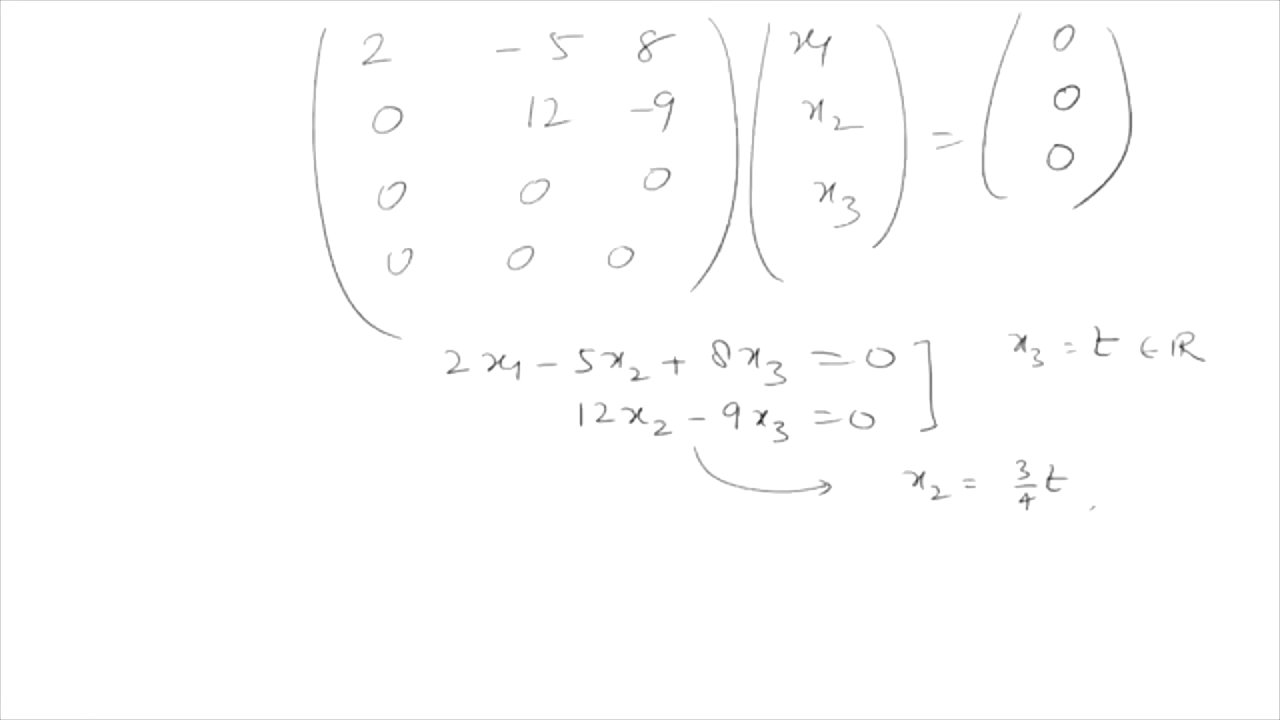 2 -5 8 x1 0
0 12 -9 x2 = 0
0 0 0 x3 0
0 0 0
2x1 - 5x2 + 8x3 = 0 ] x3 = t ∈ ℝ
12x2 - 9x3 = 0
→ x2 = 3/4 t